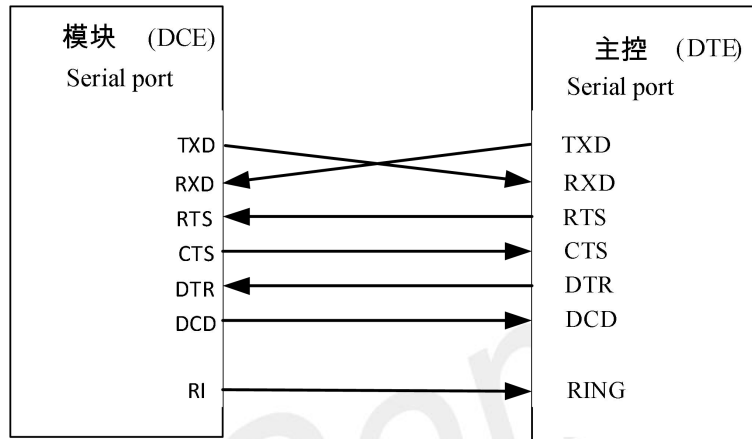 模块 (DCE)
Serial port
TXD
RXD
RTS
CTS
DTR
DCD
RI
主控 (DTE)
Serial port
TXD
RXD
RTS
CTS
DTR
DCD
RING